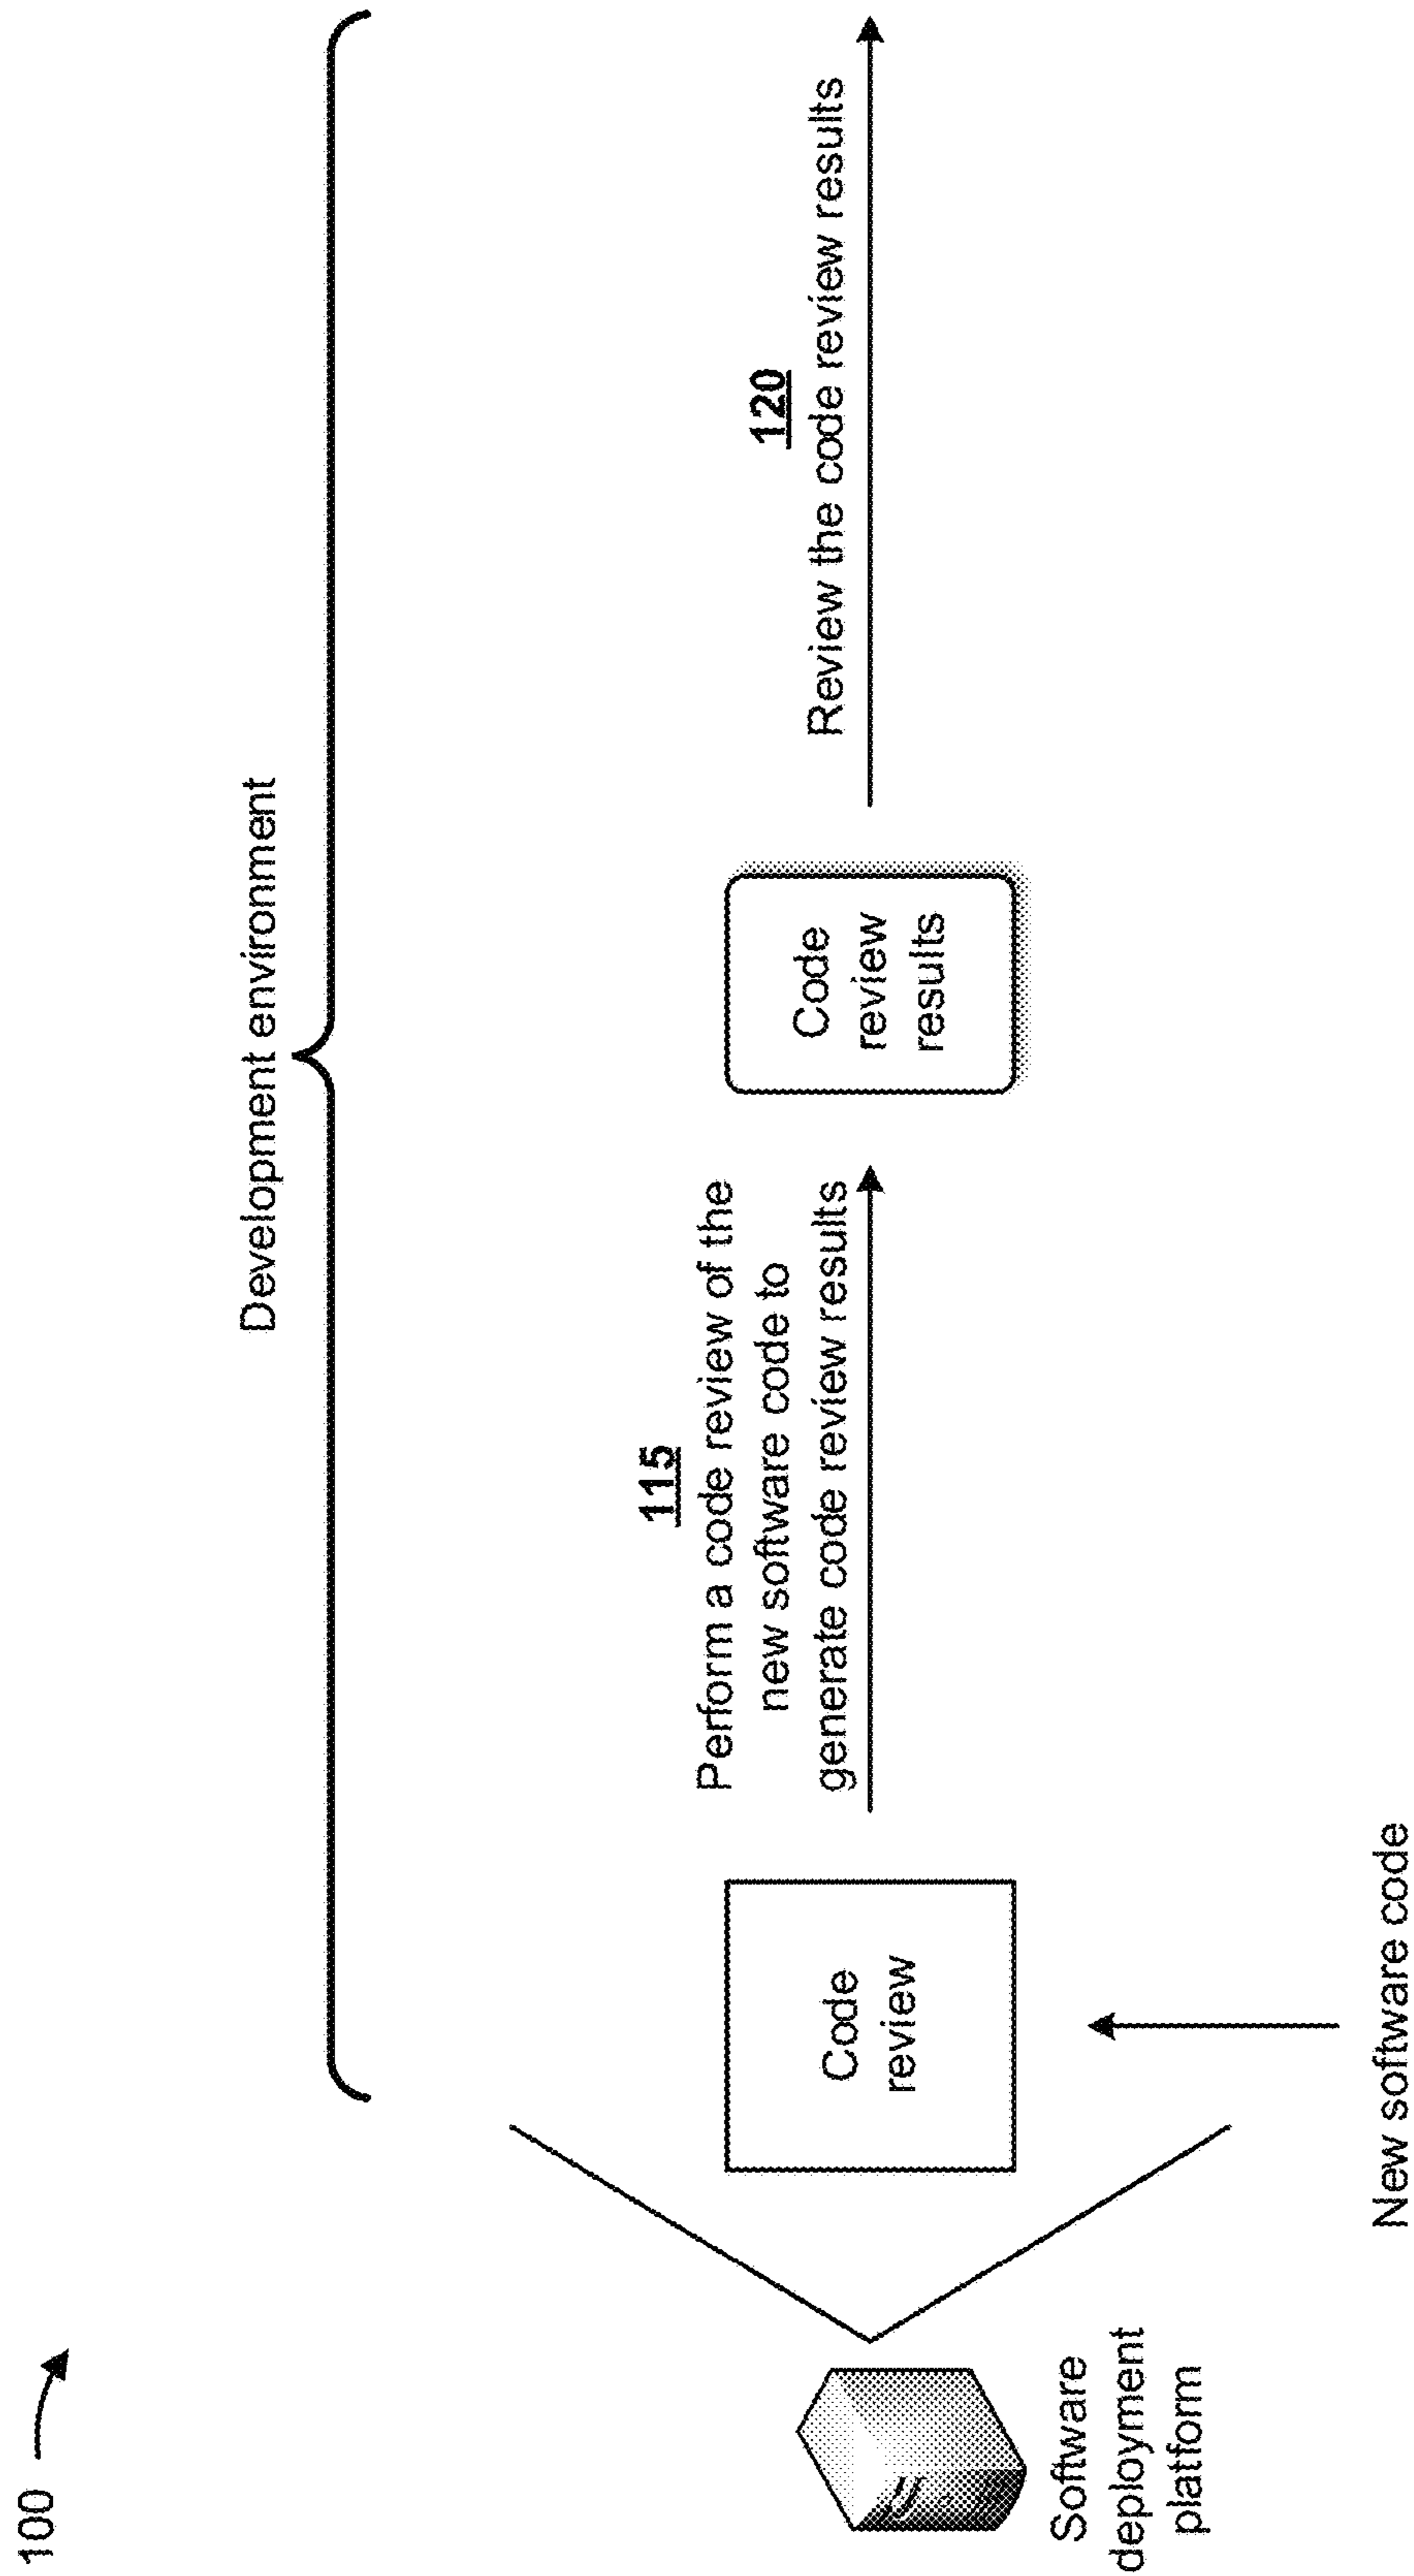 100
Development environment
115
Perform a code review of the
new software code to
generate code review results
120
Review the code review results
Code
review
Code
review
results
Software
deployment
platform
New software code